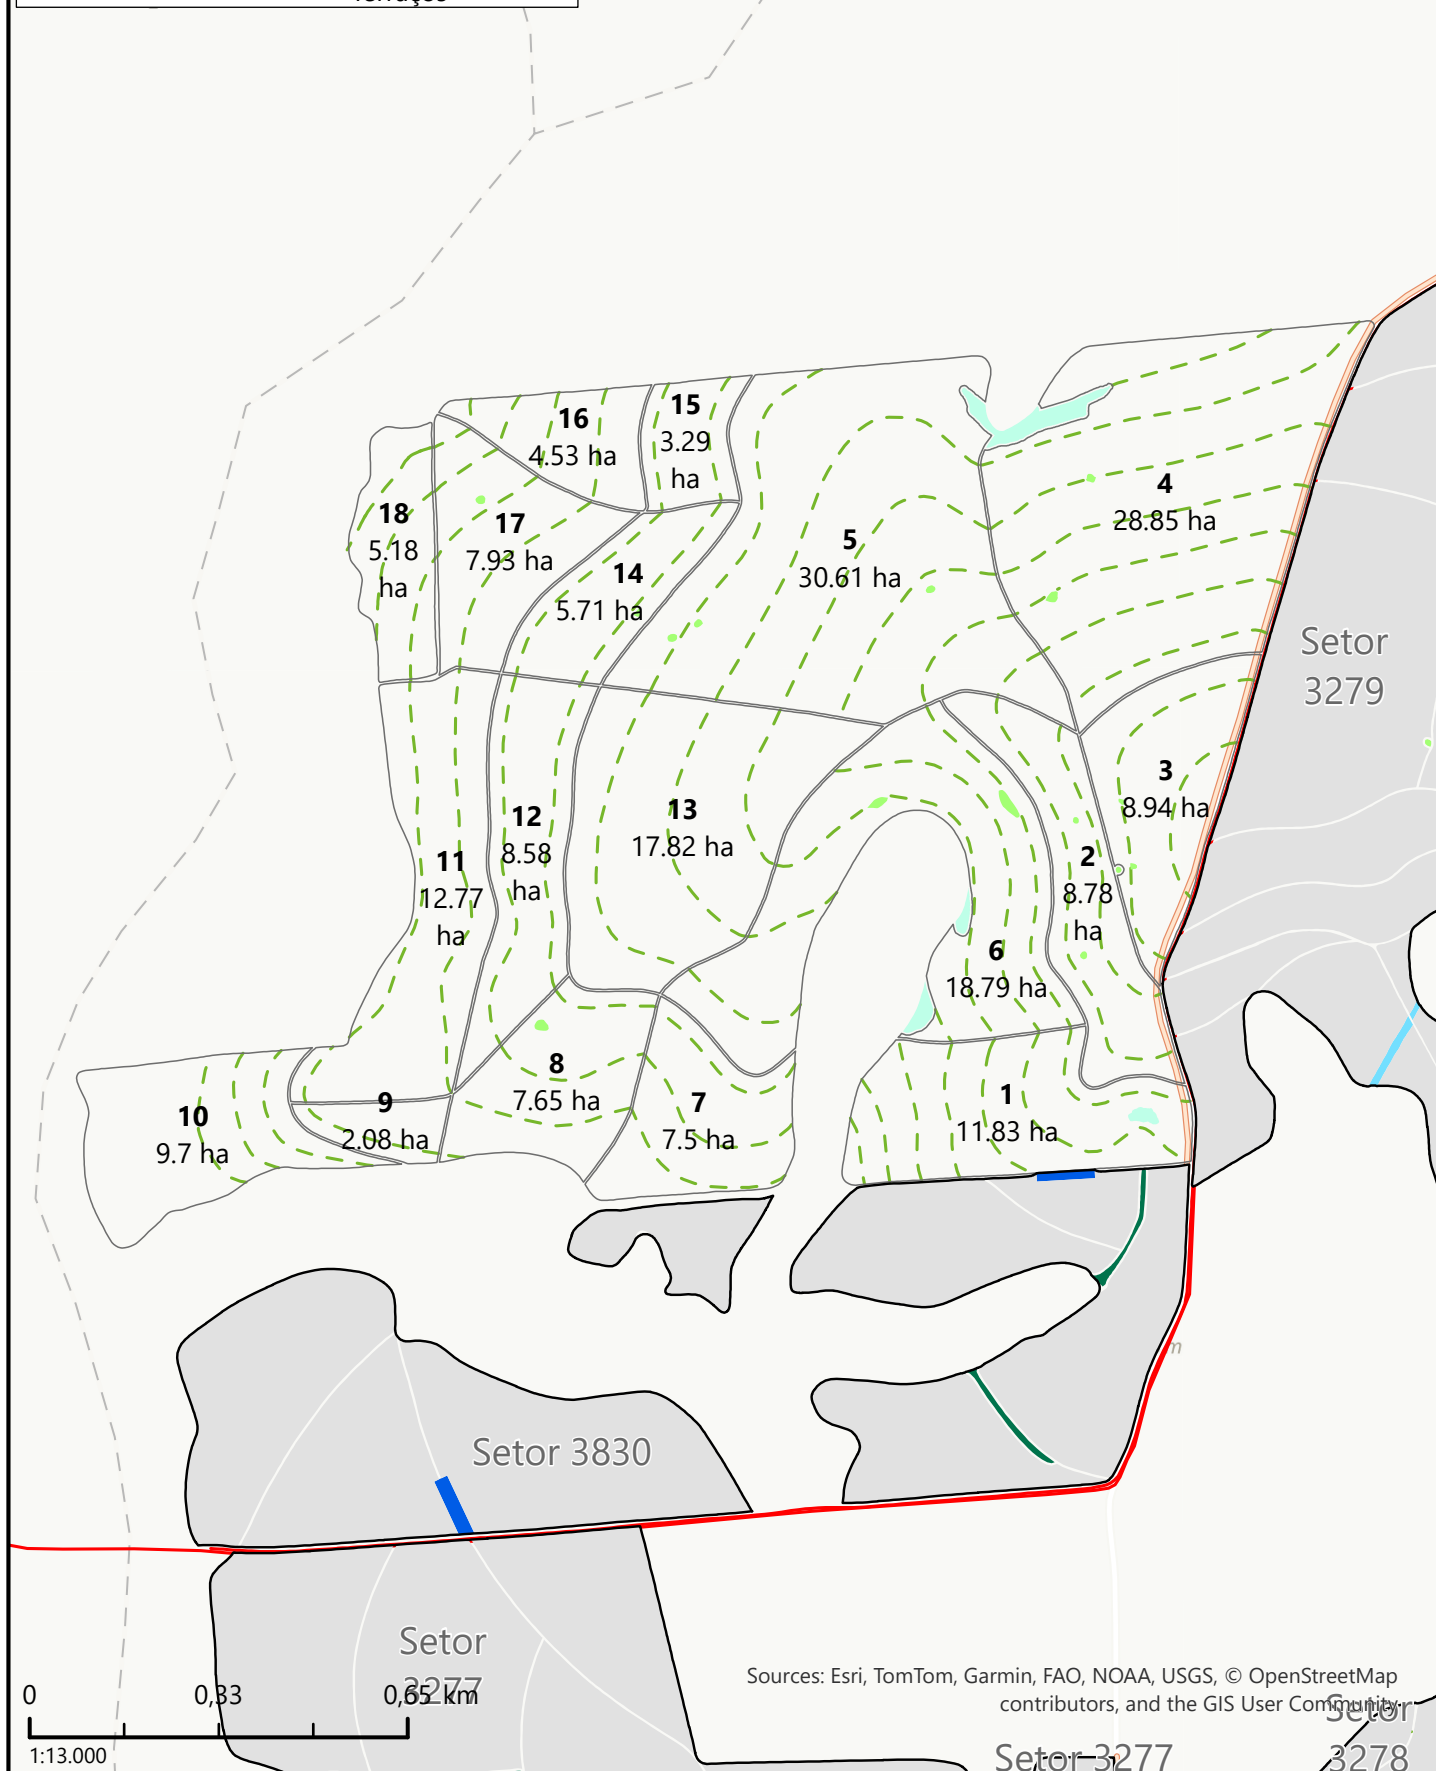 Terraços
16
4.53 ha
15
3.29
ha
4
28.85 ha
18
5.18
ha
17
7.93 ha
5
30.61 ha
14
5.71 ha
Setor
3279
3
8.94 ha
13
17.82 ha
12
8.58
ha
11
12.77
ha
2
8.78
ha
6
18.79 ha
8
7.65 ha
1
11.83 ha
10
9.7 ha
9
2.08 ha
7
7.5 ha
m
Setor 3830
Setor
3277
0 0,33 0,65 km
1:13.000
Sources: Esri, TomTom, Garmin, FAO, NOAA, USGS, © OpenStreetMap
contributors, and the GIS User Community
Setor 3277
Setor
3278